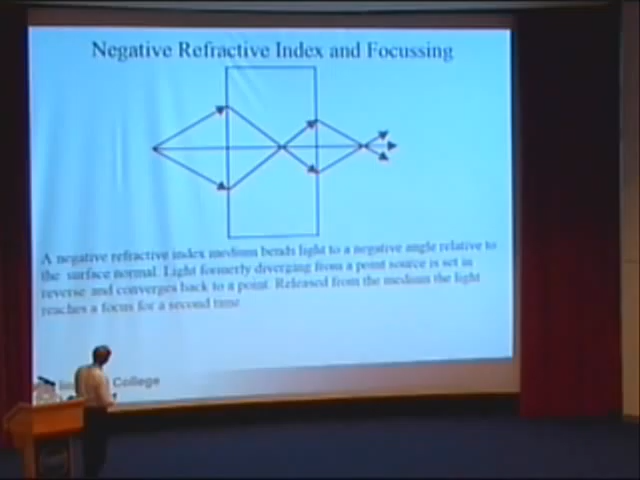 Negative Refractive Index and Focussing
A negative refractive index medium bends light to a negative angle relative to
the surface normal. Light formerly diverging from a point source is set in
reverse and converges back to a point. Released from the medium the light
reaches a focus for a second time
College